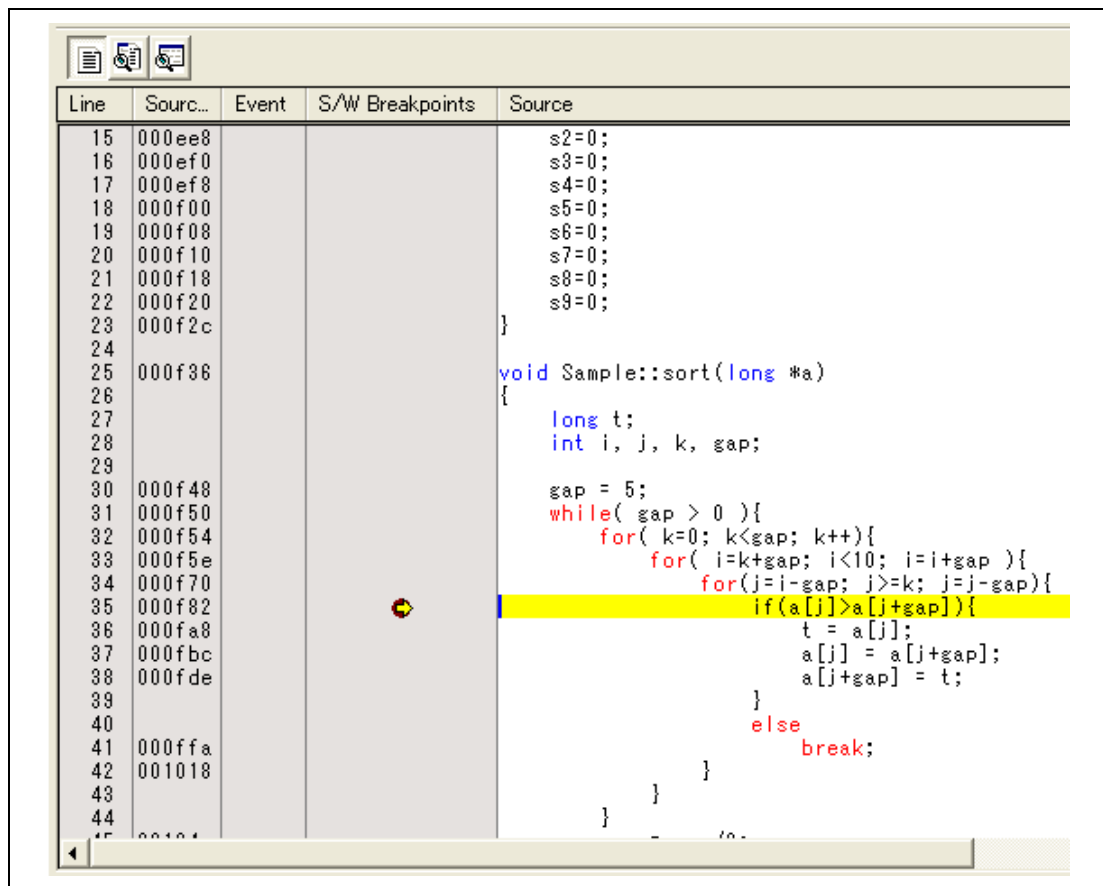 Line Sourc... Event S/W Breakpoints Source
15 000ee8 s2=0;
16 000ef0 s3=0;
17 000ef8 s4=0;
18 000f00 s5=0;
19 000f08 s6=0;
20 000f10 s7=0;
21 000f18 s8=0;
22 000f20 s9=0;
23 000f2c }
24
25 000f36 void Sample::sort(long *a)
26 {
27 long t;
28 int i, j, k, gap;
29
30 000f48 gap = 5;
31 000f50 while( gap > 0 ){
32 000f54 for( k=0; k<gap; k++){
33 000f5e for( i=k+gap; i<10; i=i+gap ){
34 000f70 for(j=i-gap; j>=k; j=j-gap){
35 000f82 if(a[j]>a[j+gap]){
36 000fa8 t = a[j];
37 000fbc a[j] = a[j+gap];
38 000fde a[j+gap] = t;
39 }
40 else
41 000ffa break;
42 001018 }
43 }
44 }